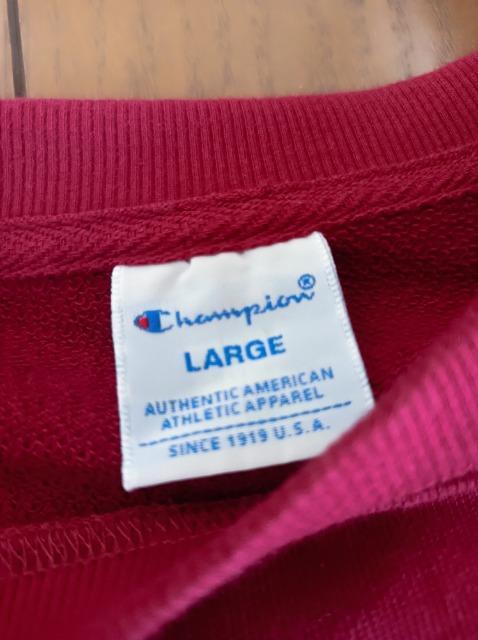 Champion®
LARGE
AUTHENTIC AMERICAN
ATHLETIC APPAREL
SINCE 1919 U.S.A.